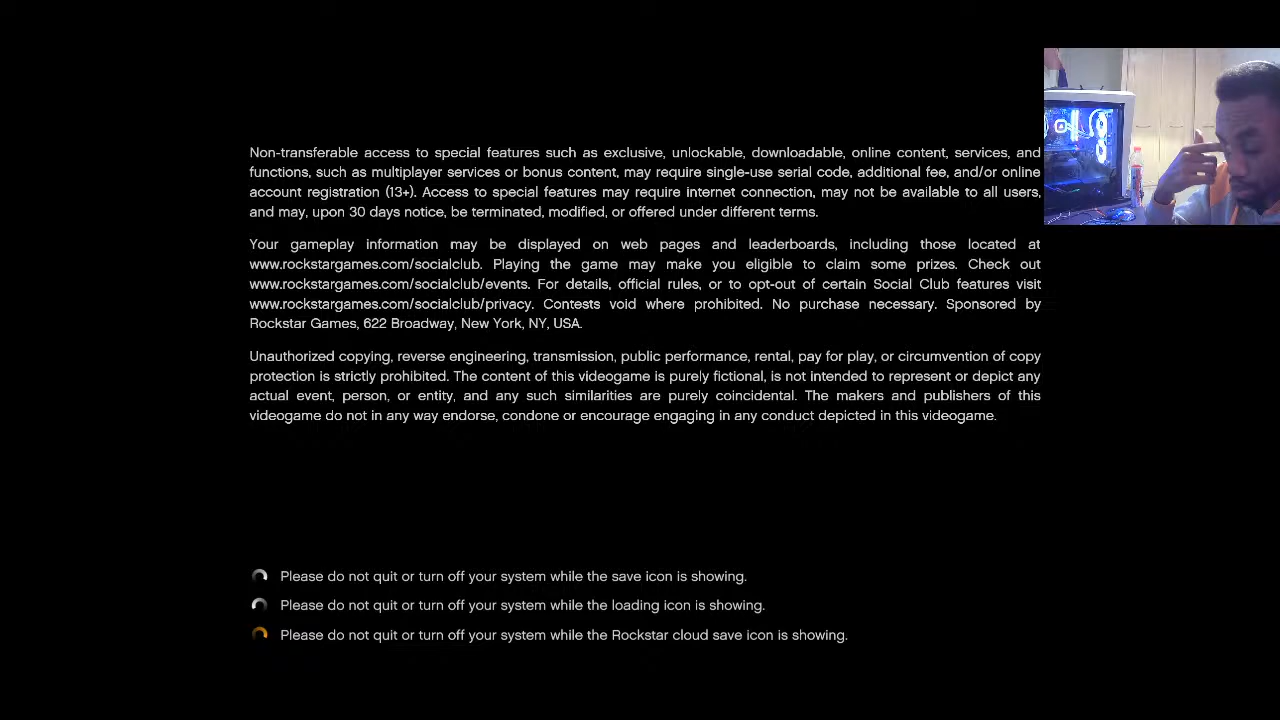 Non-transferable access to special features such as exclusive, unlockable, downloadable, online content, services, and
functions, such as multiplayer services or bonus content, may require single-use serial code, additional fee, and/or online
account registration (13+). Access to special features may require internet connection, may not be available to all users,
and may, upon 30 days notice, be terminated, modified, or offered under different terms.
Your gameplay information may be displayed on web pages and leaderboards, including those located at
www.rockstargames.com/socialclub. Playing the game may make you eligible to claim some prizes. Check out
www.rockstargames.com/socialclub/events. For details, official rules, or to opt-out of certain Social Club features visit
www.rockstargames.com/socialclub/privacy. Contests void where prohibited. No purchase necessary. Sponsored by
Rockstar Games, 622 Broadway, New York, NY, USA.
Unauthorized copying, reverse engineering, transmission, public performance, rental, pay for play, or circumvention of copy
protection is strictly prohibited. The content of this videogame is purely fictional, is not intended to represent or depict any
actual event, person, or entity, and any such similarities are purely coincidental. The makers and publishers of this
videogame do not in any way endorse, condone or encourage engaging in any conduct depicted in this videogame.
Please do not quit or turn off your system while the save icon is showing.
Please do not quit or turn off your system while the loading icon is showing.
Please do not quit or turn off your system while the Rockstar cloud save icon is showing.